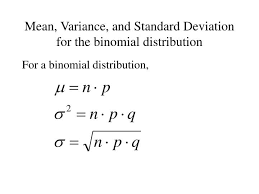 Mean, Variance, and Standard Deviation
for the binomial distribution
For a binomial distribution,
μ = n · p
σ² = n · p · q
σ = √n · p · q